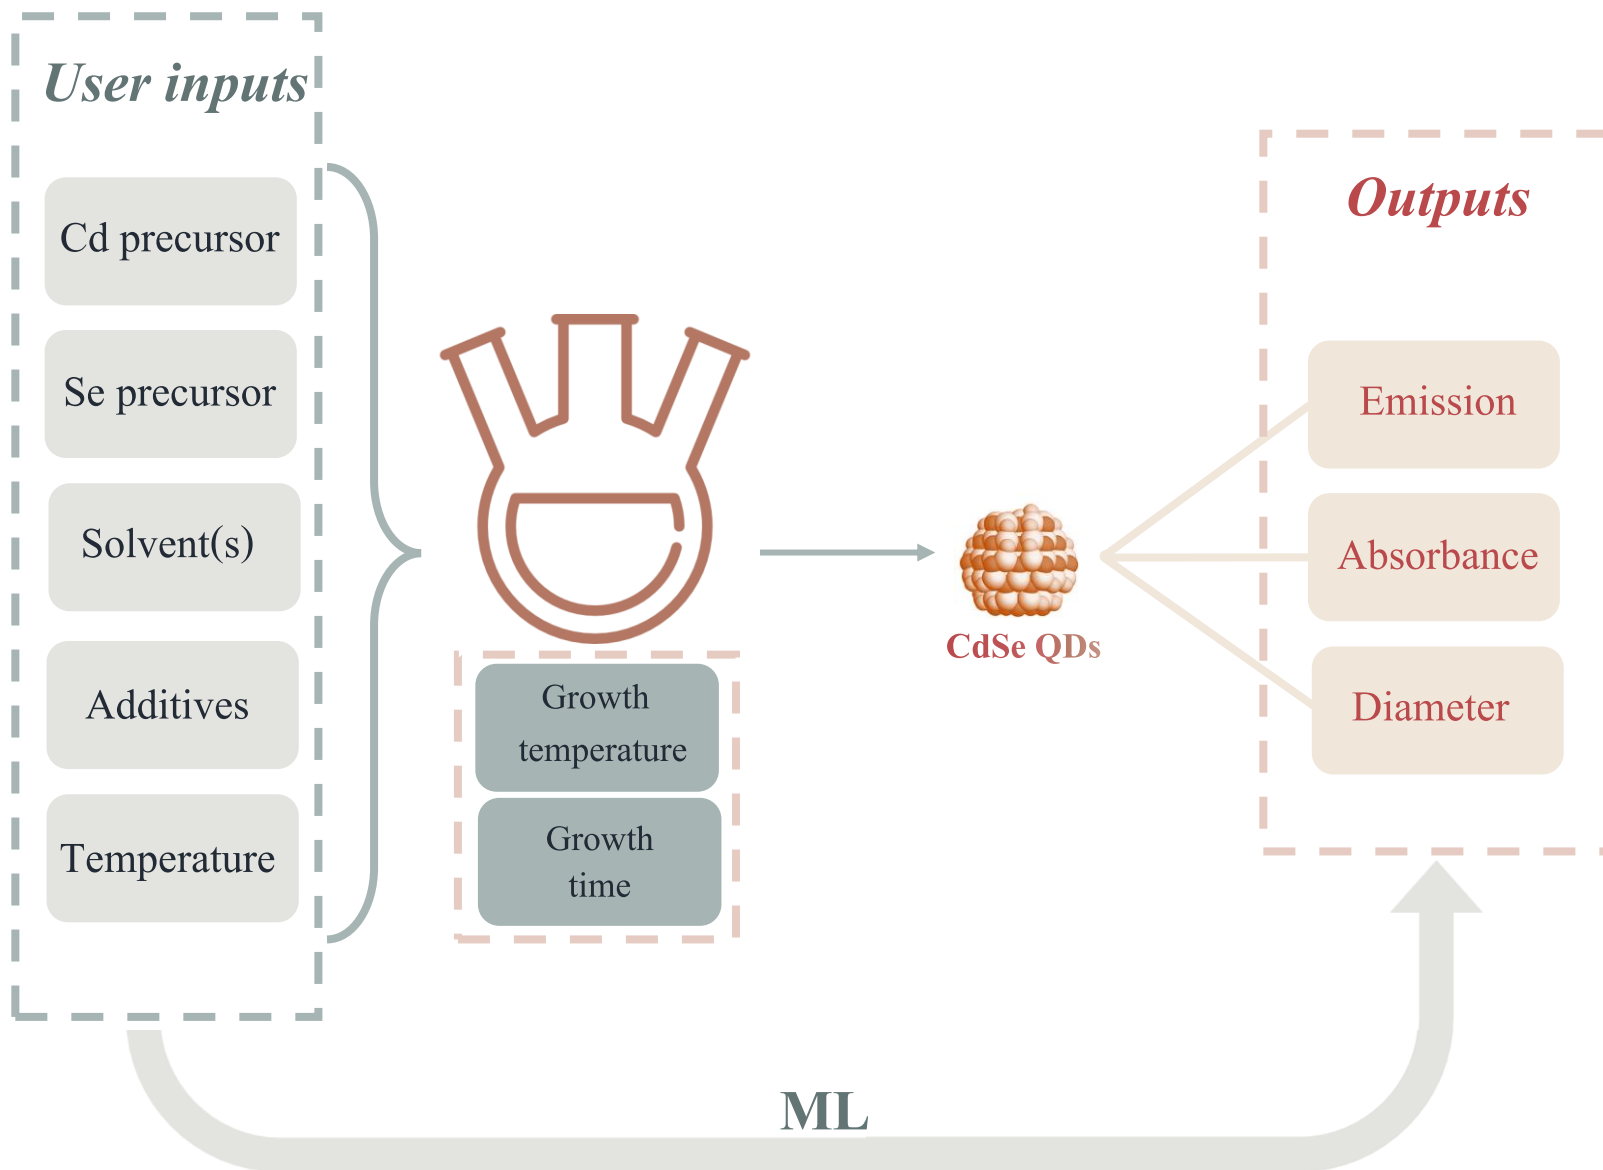 User inputs
Cd precursor
Se precursor
Solvent(s)
Additives
Temperature
Growth
temperature
Growth
time
CdSe QDs
Outputs
Emission
Absorbance
Diameter
ML